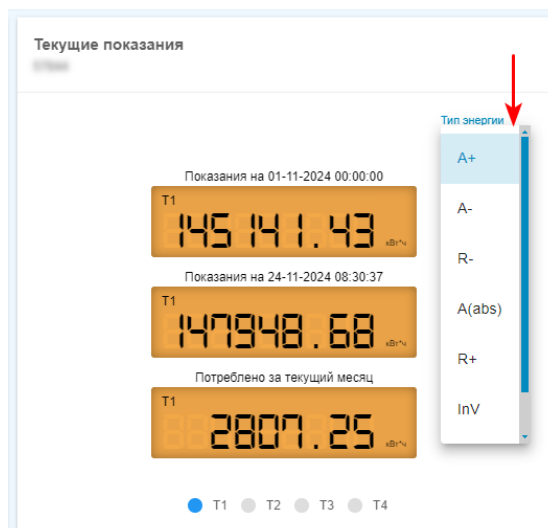 Текущие показания
Тип энергии
A+
A-
R-
A(abs)
R+
InV
Показания на 01-11-2024 00:00:00
T1
145141.43
кВт*ч
Показания на 24-11-2024 08:30:37
T1
147948.68
кВт*ч
Потреблено за текущий месяц
T1
2807.25
кВт*ч
T1 T2 T3 T4